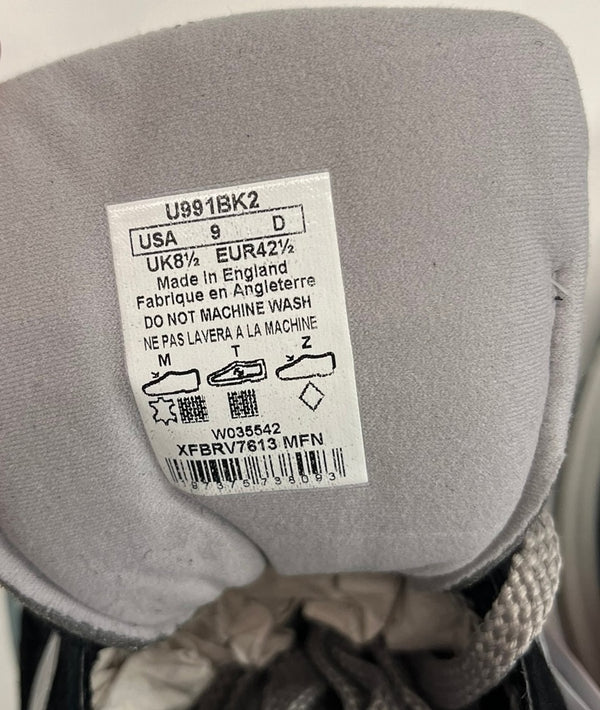 U991BK2
USA 9 D
UK8½ EUR42½
Made in England
Fabrique en Angleterre
DO NOT MACHINE WASH
NE PAS LAVERA A LA MACHINE
M T Z
W035542
XFBRV7613 MFN